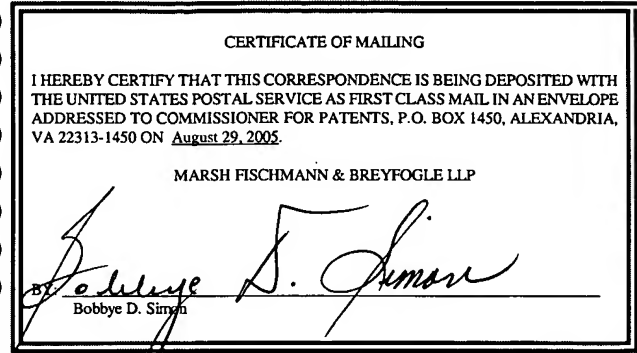 CERTIFICATE OF MAILING
I HEREBY CERTIFY THAT THIS CORRESPONDENCE IS BEING DEPOSITED WITH
THE UNITED STATES POSTAL SERVICE AS FIRST CLASS MAIL IN AN ENVELOPE
ADDRESSED TO COMMISSIONER FOR PATENTS, P.O. BOX 1450, ALEXANDRIA,
VA 22313-1450 ON August 29, 2005.
MARSH FISCHMANN & BREYFOGLE LLP
BY: Bobbye D. Simon
Bobbye D. Simon